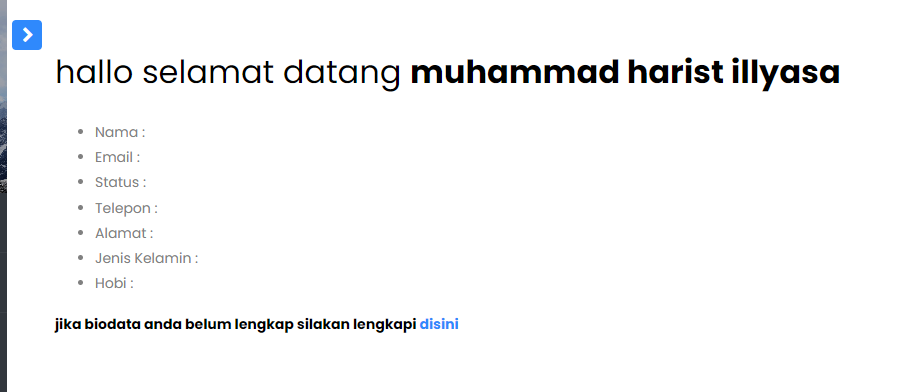 hallo selamat datang muhammad harist illyasa
Nama :
Email :
Status :
Telepon :
Alamat :
Jenis Kelamin :
Hobi :
jika biodata anda belum lengkap silakan lengkapi disini